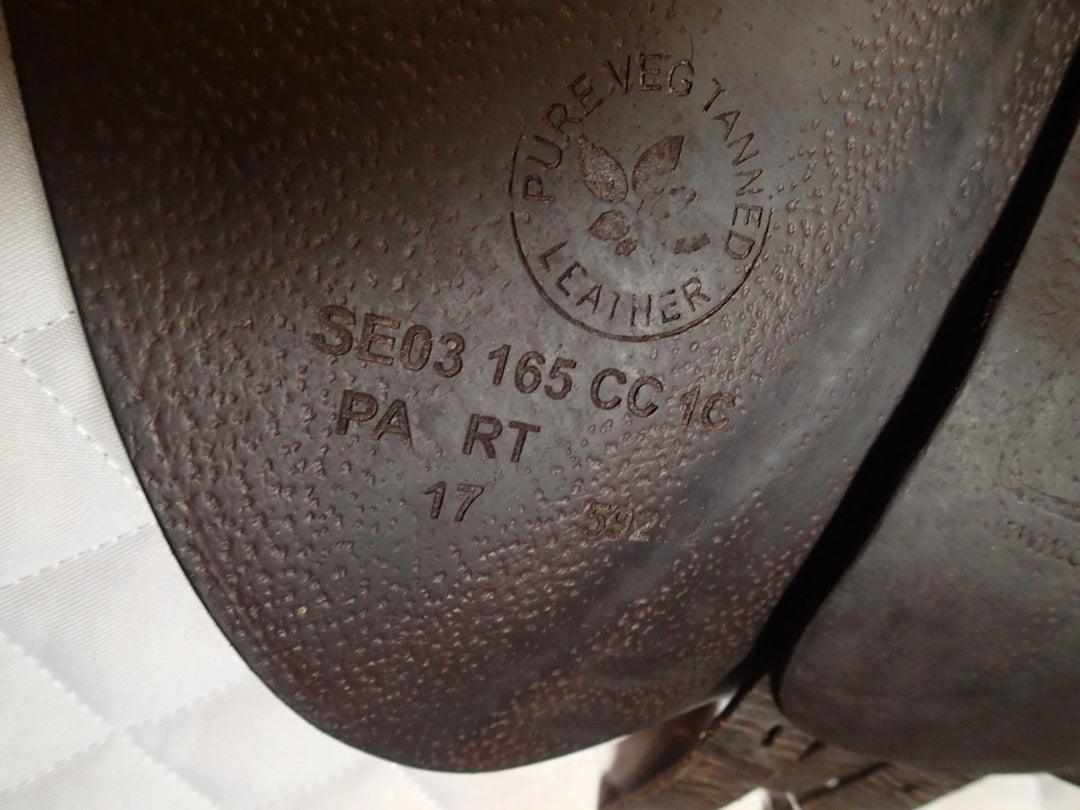 PURE VEG TANNED
LEATHER
SE03 165 CC 1C
PA RT
17 592